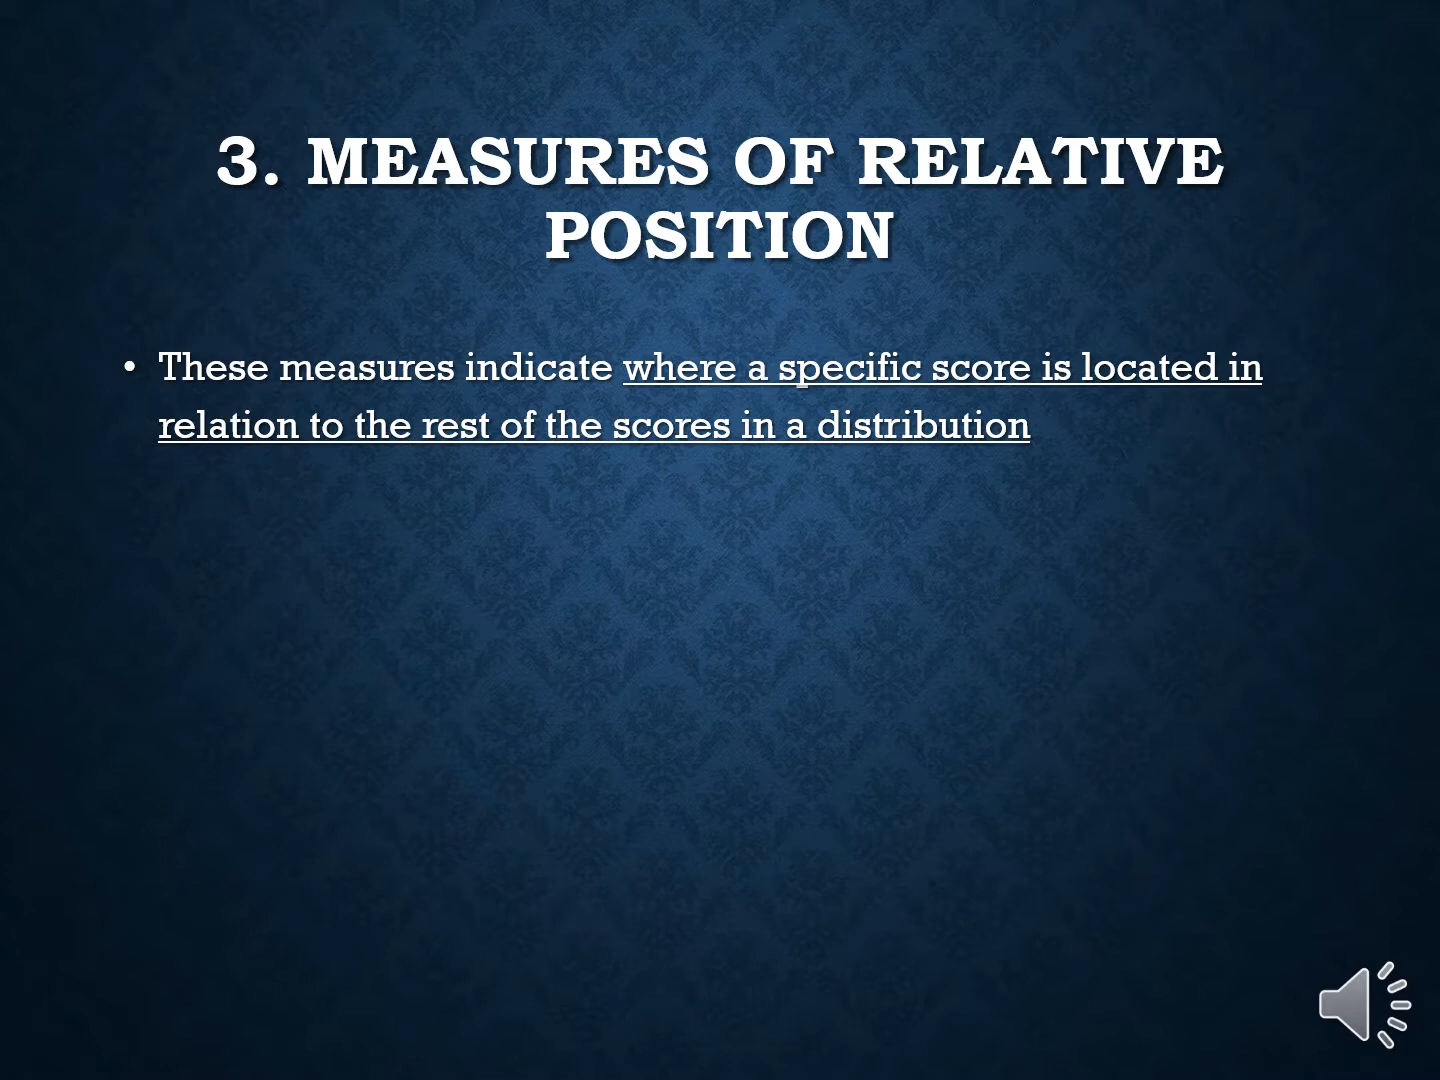 3. MEASURES OF RELATIVE
POSITION
• These measures indicate where a specific score is located in
relation to the rest of the scores in a distribution